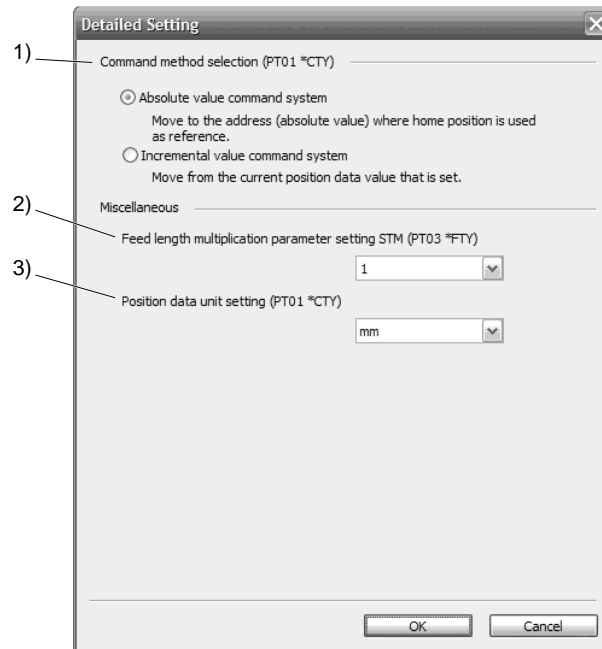 Detailed Setting
1)
Command method selection (PT01 *CTY)
Absolute value command system
Move to the address (absolute value) where home position is used
as reference.
Incremental value command system
Move from the current position data value that is set.
2)
Miscellaneous
Feed length multiplication parameter setting STM (PT03 *FTY)
1
3)
Position data unit setting (PT01 *CTY)
mm
OK
Cancel